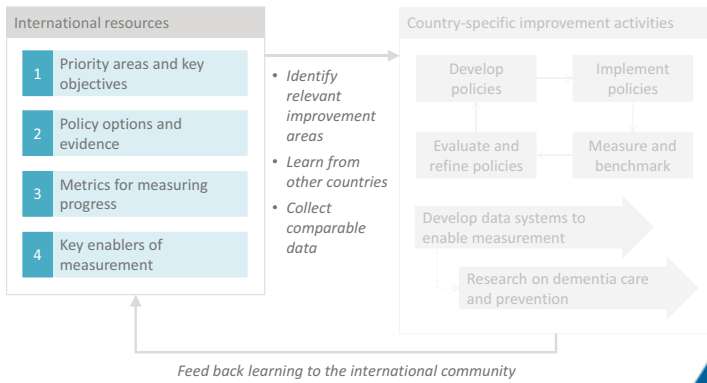 International resources
1 Priority areas and key
objectives
2 Policy options and
evidence
3 Metrics for measuring
progress
4 Key enablers of
measurement
• Identify
relevant
improvement
areas
• Learn from
other countries
• Collect
comparable
data
Country-specific improvement activities
Develop
policies
Implement
policies
Evaluate and
refine policies
Measure and
benchmark
Develop data systems to
enable measurement
Research on dementia care
and prevention
Feed back learning to the international community